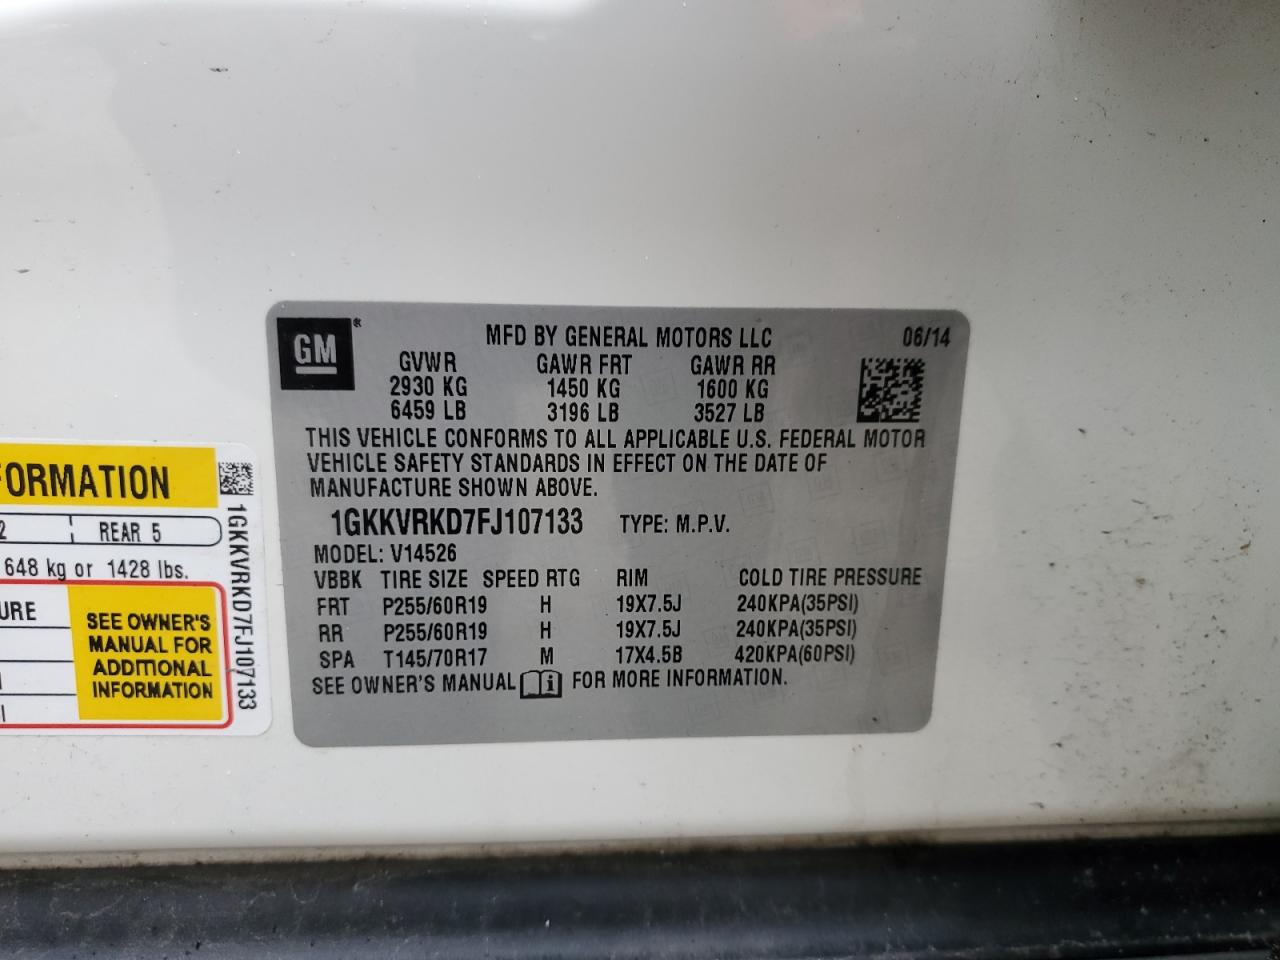 GM®
MFD BY GENERAL MOTORS LLC 06/14
GVWR GAWR FRT GAWR RR
2930 KG 1450 KG 1600 KG
6459 LB 3196 LB 3527 LB
THIS VEHICLE CONFORMS TO ALL APPLICABLE U.S. FEDERAL MOTOR
VEHICLE SAFETY STANDARDS IN EFFECT ON THE DATE OF
MANUFACTURE SHOWN ABOVE.
1GKKVRKD7FJ107133 TYPE: M.P.V.
MODEL: V14526
VBBK TIRE SIZE SPEED RTG RIM COLD TIRE PRESSURE
FRT P255/60R19 H 19X7.5J 240KPA(35PSI)
RR P255/60R19 H 19X7.5J 240KPA(35PSI)
SPA T145/70R17 M 17X4.5B 420KPA(60PSI)
SEE OWNER'S MANUAL i FOR MORE INFORMATION.
FORMATION
2 REAR 5
648 kg or 1428 lbs.
URE
SEE OWNER'S
MANUAL FOR
ADDITIONAL
INFORMATION
1GKKVRKD7FJ107133